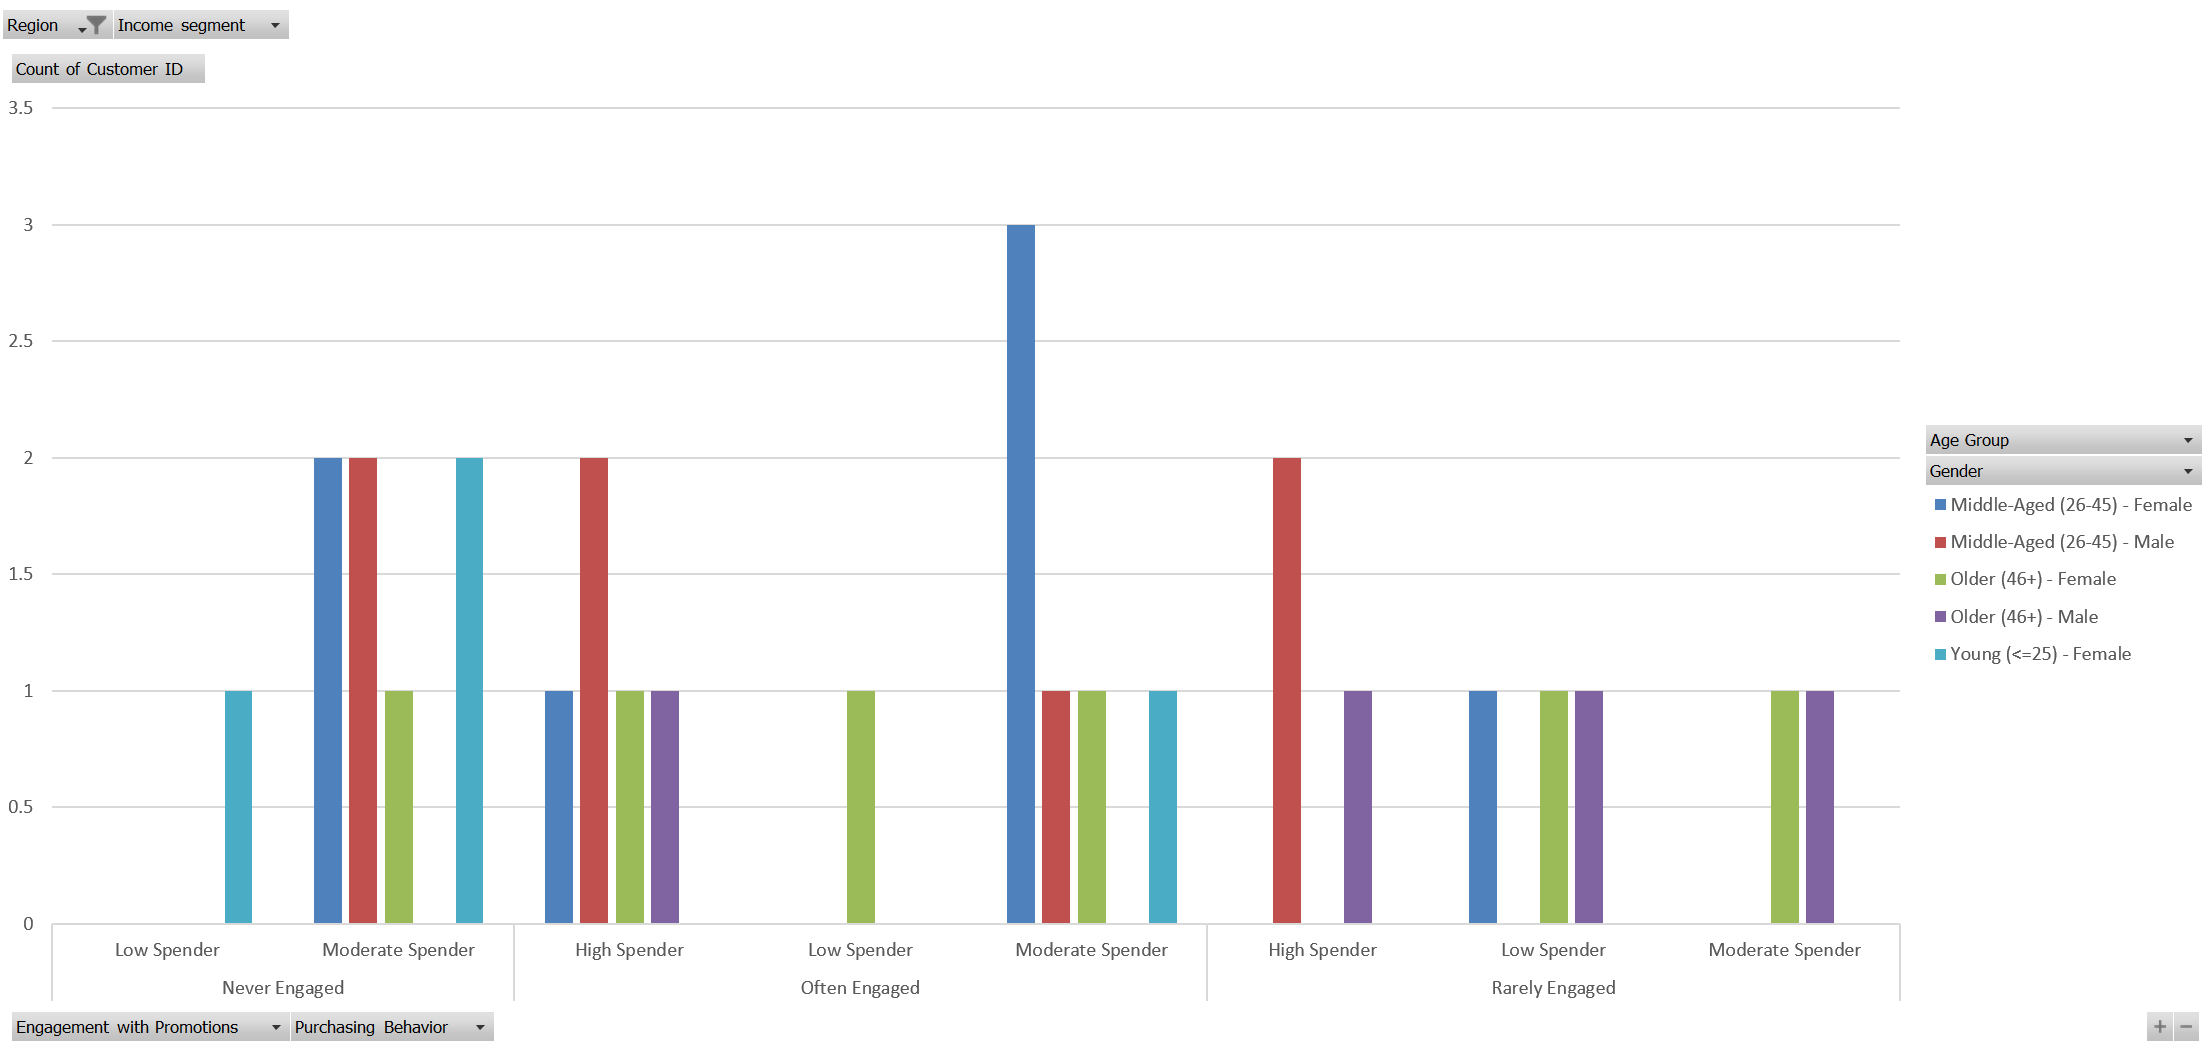 Region Income segment
Count of Customer ID
3.5
3
2.5
2
1.5
1
0.5
0
Low Spender Moderate Spender High Spender Low Spender Moderate Spender High Spender Low Spender Moderate Spender
Never Engaged Often Engaged Rarely Engaged
Age Group
Gender
Middle-Aged (26-45) - Female
Middle-Aged (26-45) - Male
Older (46+) - Female
Older (46+) - Male
Young (<=25) - Female
Engagement with Promotions Purchasing Behavior
+ −